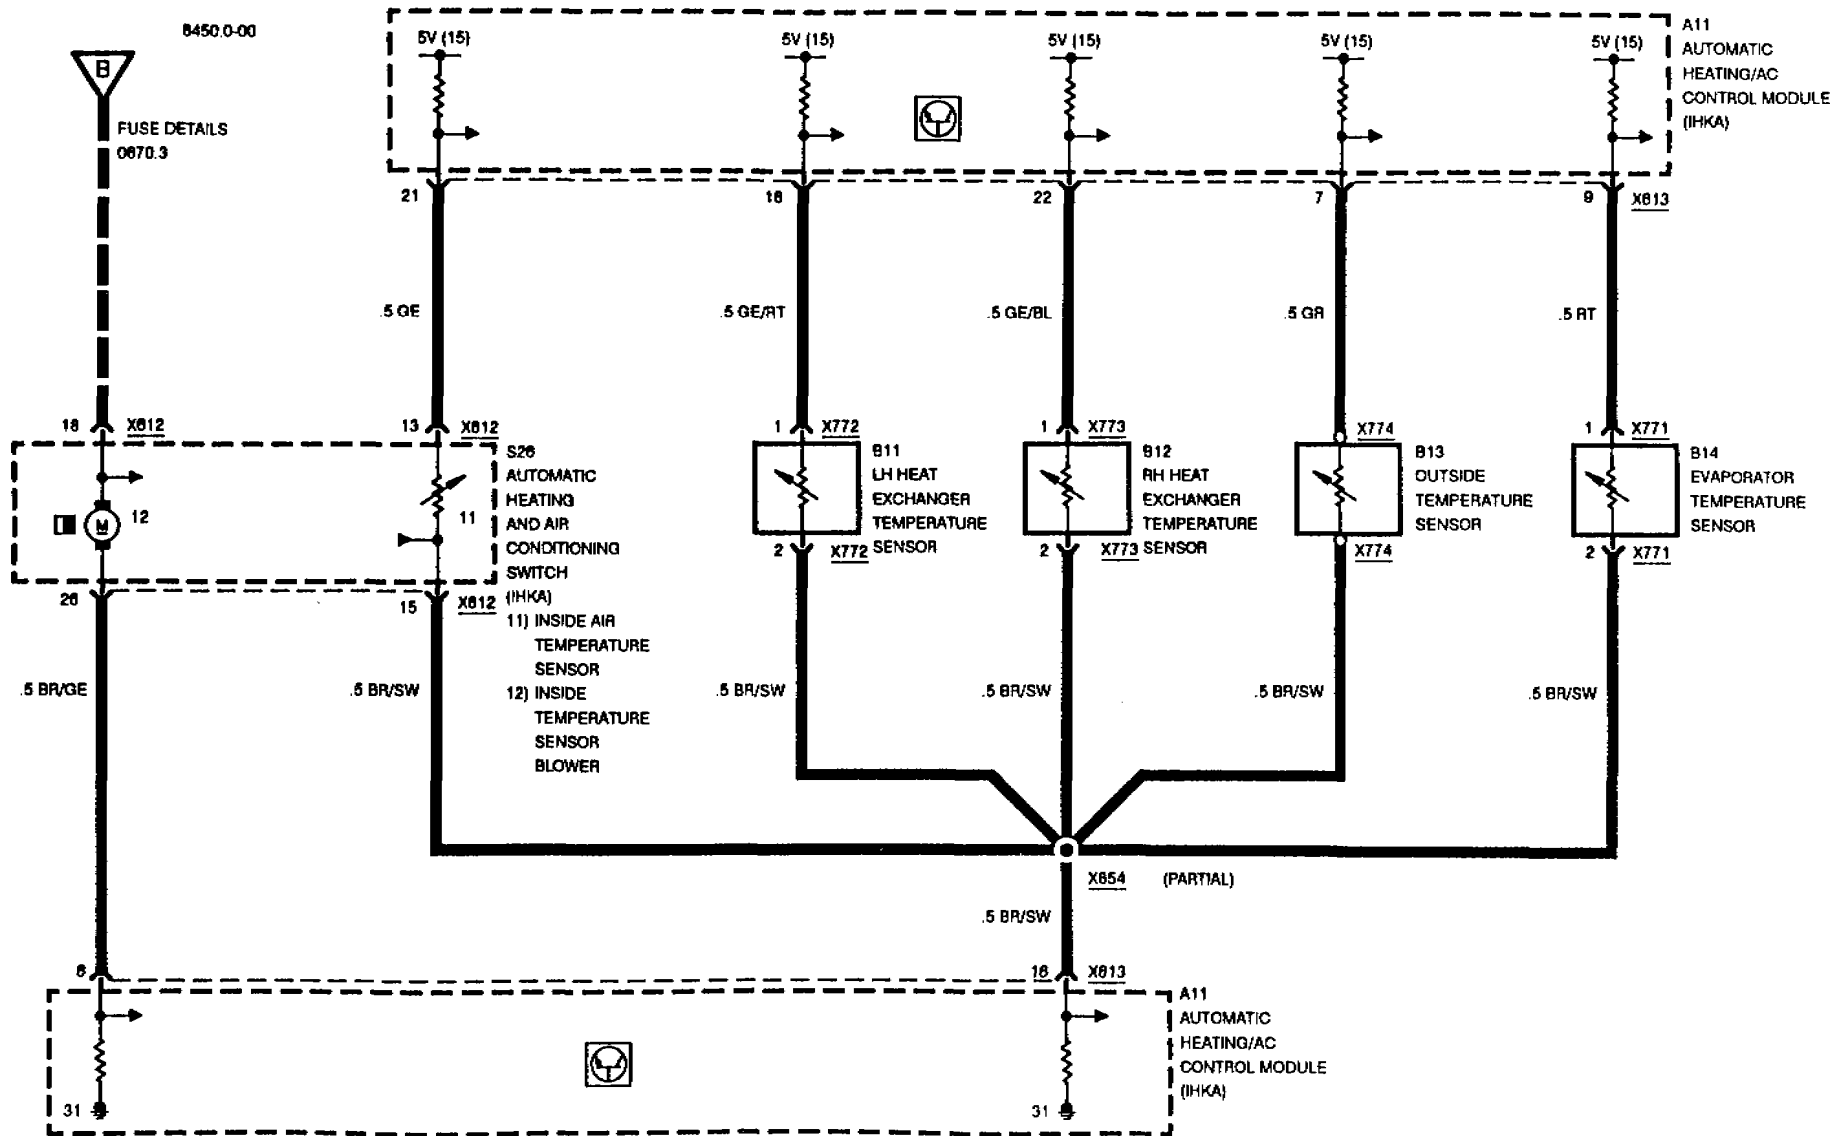 8450.0-00
B
FUSE DETAILS
0670.3
5V (15)
5V (15)
5V (15)
5V (15)
5V (15)
A11
AUTOMATIC
HEATING/AC
CONTROL MODULE
(IHKA)
21
18
22
7
9
X613
.5 GE
.5 GE/RT
.5 GE/BL
.5 GR
.5 RT
18
X612
13
X612
1
X772
1
X773
X774
1
X771
12
M
11
S26
AUTOMATIC
HEATING
AND AIR
CONDITIONING
SWITCH
(IHKA)
11) INSIDE AIR
TEMPERATURE
SENSOR
12) INSIDE
TEMPERATURE
SENSOR
BLOWER
B11
LH HEAT
EXCHANGER
TEMPERATURE
SENSOR
B12
RH HEAT
EXCHANGER
TEMPERATURE
SENSOR
B13
OUTSIDE
TEMPERATURE
SENSOR
B14
EVAPORATOR
TEMPERATURE
SENSOR
26
15
X612
2
X772
2
X773
X774
2
X771
.5 BR/GE
.5 BR/SW
.5 BR/SW
.5 BR/SW
.5 BR/SW
.5 BR/SW
X654
(PARTIAL)
.5 BR/SW
6
16
X613
A11
AUTOMATIC
HEATING/AC
CONTROL MODULE
(IHKA)
31
31